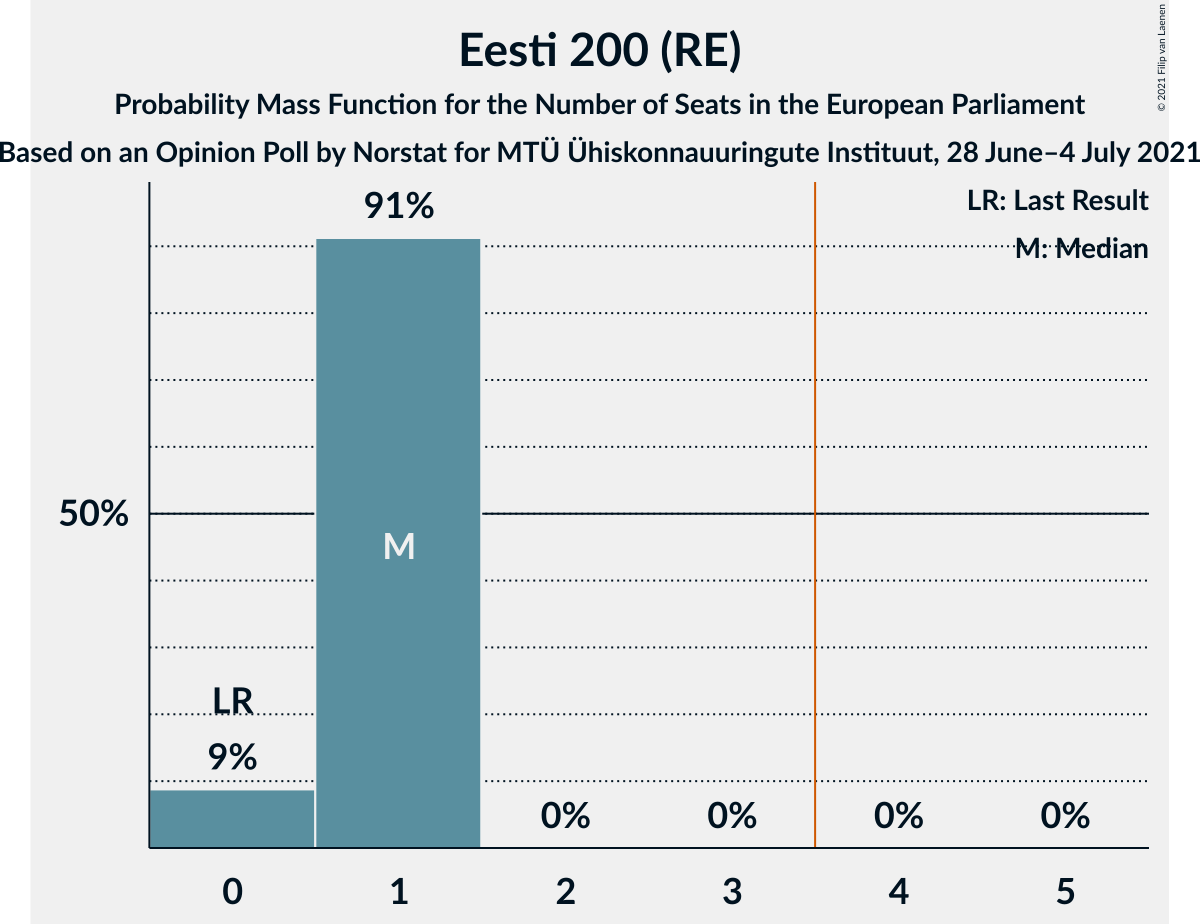 Eesti 200 (RE)
Probability Mass Function for the Number of Seats in the European Parliament
Based on an Opinion Poll by Norstat for MTÜ Ühiskonnauuringute Instituut, 28 June–4 July 2021
© 2021 Filip van Laenen
LR: Last Result
M: Median
91%
50%
M
LR
9%
0%
0%
0%
0%
0
1
2
3
4
5